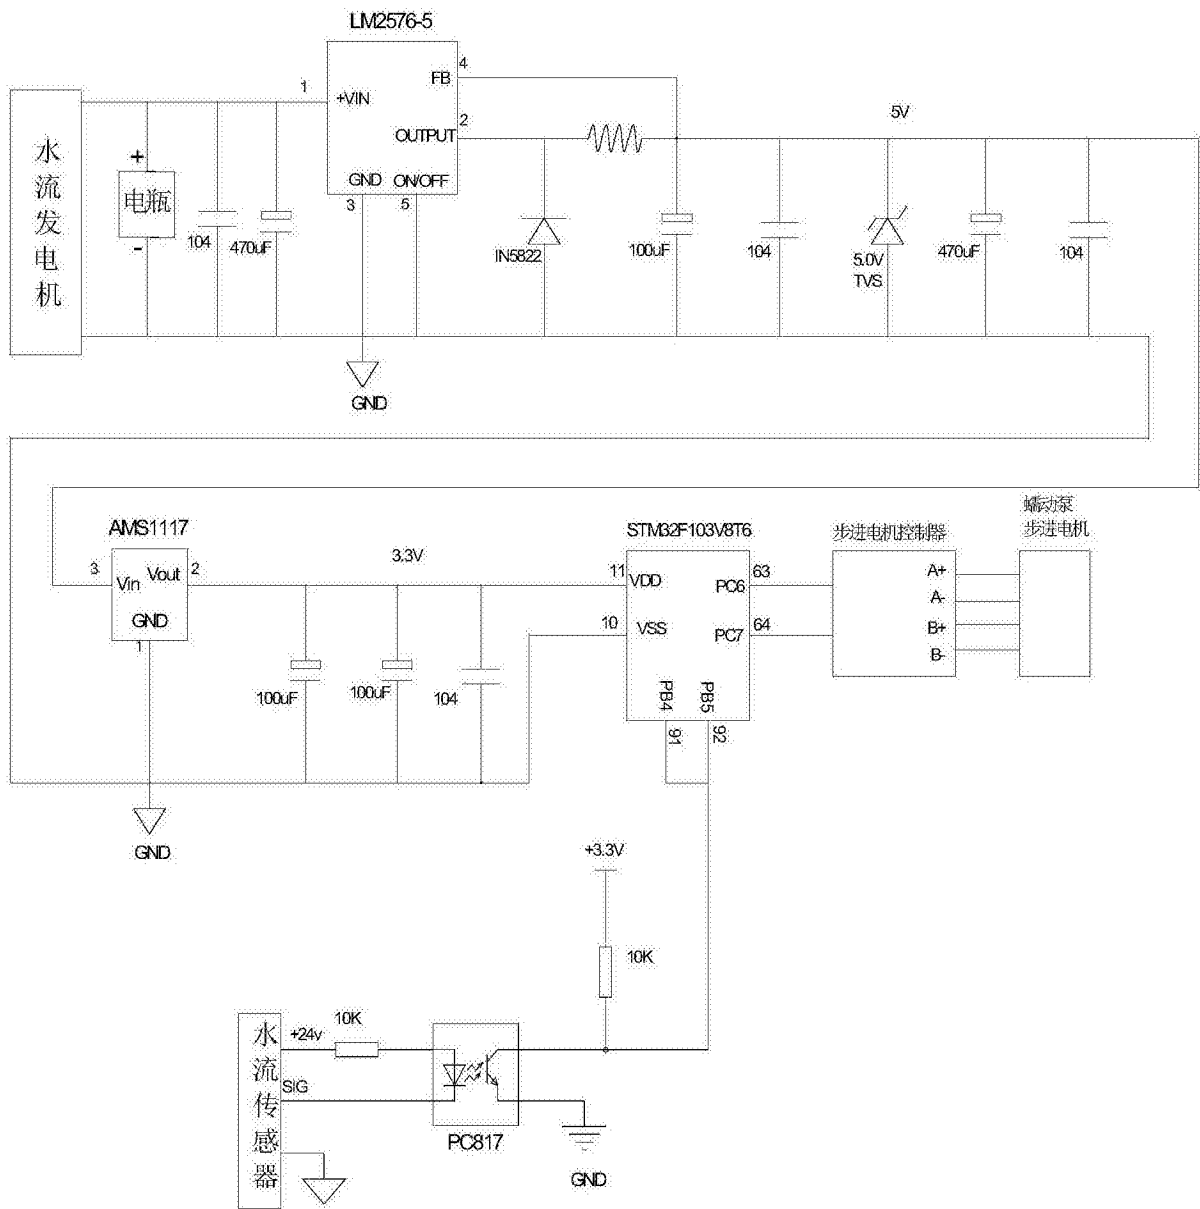 LM2576-5
水流发电机
1
+VIN
FB
4
OUTPUT
2
GND
3
ON/OFF
5
+
电瓶
-
104
470uF
IN5822
100uF
104
5V
5.0V
TVS
470uF
104
GND
AMS1117
3
Vin
Vout
2
GND
1
3.3V
100uF
100uF
104
GND
STM32F103V8T6
11
VDD
10
VSS
PC6
63
PC7
64
PB4
91
PB5
92
步进电机控制器
A+
A-
B+
B-
蠕动泵
步进电机
+3.3V
10K
水流传感器
+24v
10K
SIG
PC817
GND